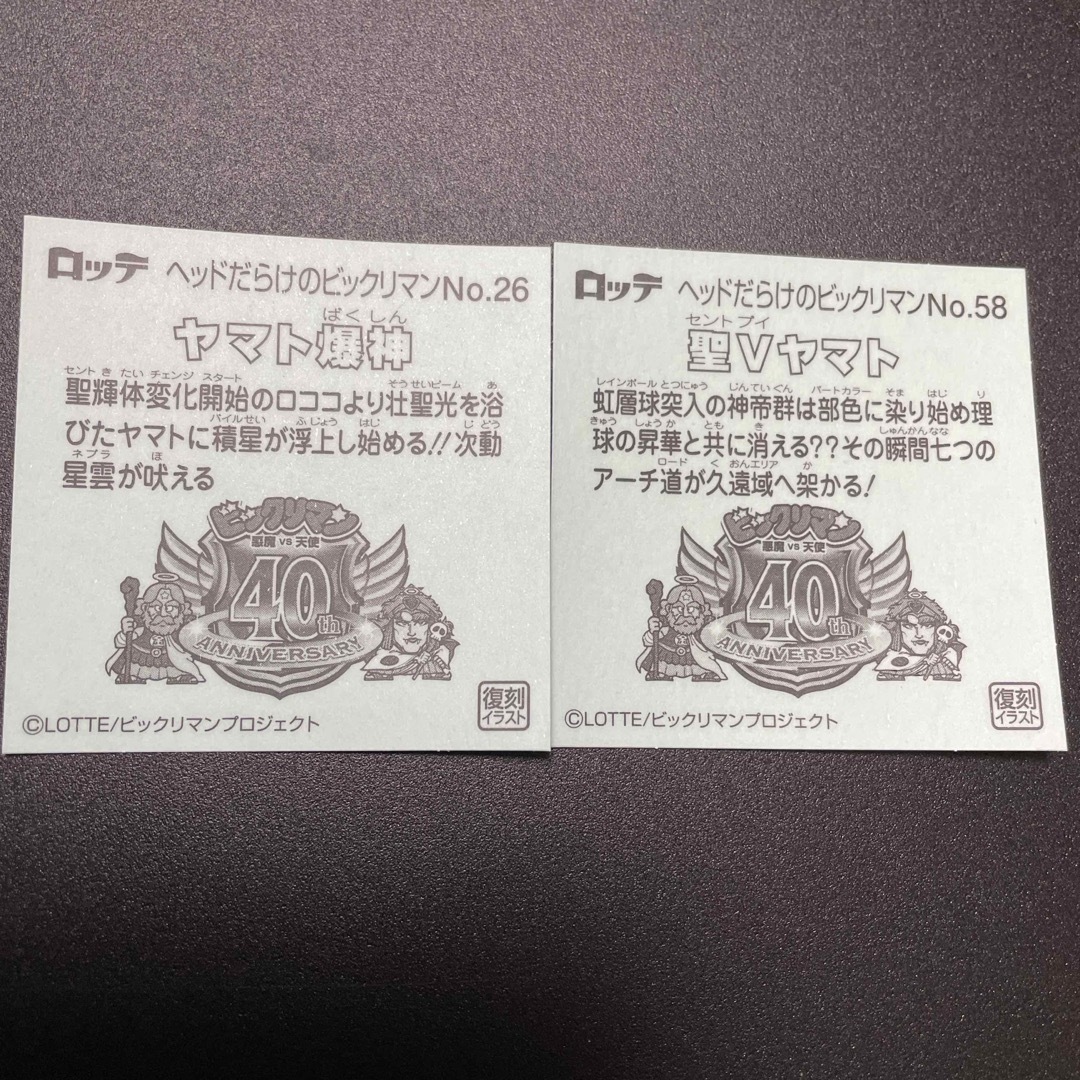 ロッテ ヘッドだらけのビックリマンNo.26
ばくしん
ヤマト爆神
セント き たい チェンジ スタート そうせいビーム あ
聖輝体変化開始のロココより壮聖光を浴
パイルせい ふじょう はじ じどう
びたヤマトに積星が浮上し始める!!次動
ネブラ ほ
星雲が吠える
ビックリマン
悪魔 vs 天使
40th
ANNIVERSARY
復刻
イラスト
©LOTTE/ビックリマンプロジェクト
ロッテ ヘッドだらけのビックリマンNo.58
セント ブイ
聖Vヤマト
レインボール とつにゅう じんていぐん パートカラー そま はじ り
虹層球突入の神帝群は部色に染り始め理
きゅう しょうか とも き しゅんかんなな
球の昇華と共に消える??その瞬間七つの
ロード くおんエリア か
アーチ道が久遠域へ架かる!
ビックリマン
悪魔 vs 天使
40th
ANNIVERSARY
復刻
イラスト
©LOTTE/ビックリマンプロジェクト